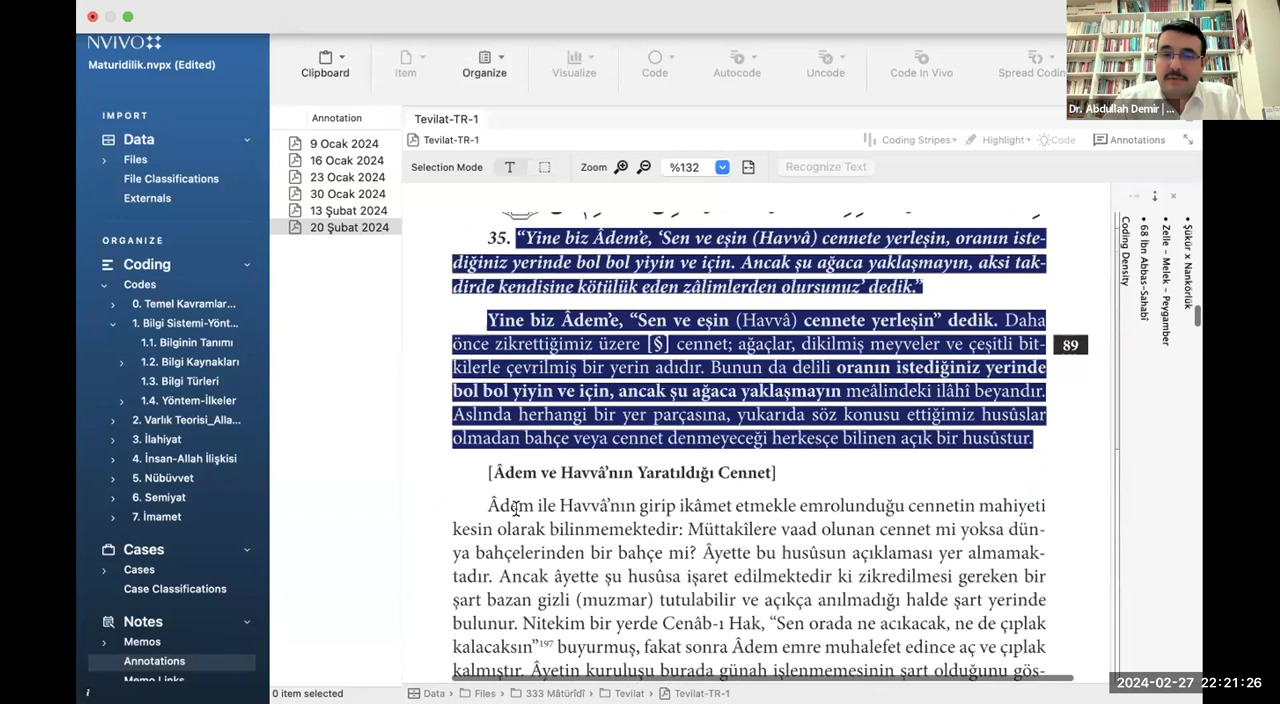 NVIVO
Maturidilik.nvpx (Edited)
IMPORT
Data
Files
File Classifications
Externals
ORGANIZE
Coding
Codes
0. Temel Kavramlar...
1. Bilgi Sistemi-Yönt...
1.1. Bilginin Tanımı
1.2. Bilgi Kaynakları
1.3. Bilgi Türleri
1.4. Yöntem-İlkeler
2. Varlık Teorisi_Alla...
3. İlahiyat
4. İnsan-Allah İlişkisi
5. Nübüvvet
6. Semiyat
7. İmamet
Cases
Cases
Case Classifications
Notes
Memos
Annotations
Memo Links
Clipboard
Item
Organize
Visualize
Code
Autocode
Uncode
Code In Vivo
Spread Codin
Dr. Abdullah Demir | ...
Annotation
9 Ocak 2024
16 Ocak 2024
23 Ocak 2024
30 Ocak 2024
13 Şubat 2024
20 Şubat 2024
0 item selected
Tevilat-TR-1
Tevilat-TR-1
Coding Stripes
Highlight
Code
Annotations
Selection Mode
T
Zoom
%132
Recognize Text
35. “Yine biz Âdem’e, ‘Sen ve eşin (Havvâ) cennete yerleşin, oranın iste-
diğiniz yerinde bol bol yiyin ve için. Ancak şu ağaca yaklaşmayın, aksi tak-
dirde kendisine kötülük eden zâlimlerden olursunuz’ dedik.”
Yine biz Âdem’e, “Sen ve eşin (Havvâ) cennete yerleşin” dedik. Daha
önce zikrettiğimiz üzere [§] cennet; ağaçlar, dikilmiş meyveler ve çeşitli bit-
kilerle çevrilmiş bir yerin adıdır. Bunun da delili oranın istediğiniz yerinde
bol bol yiyin ve için, ancak şu ağaca yaklaşmayın meâlindeki ilâhî beyandır.
Aslında herhangi bir yer parçasına, yukarıda söz konusu ettiğimiz husûslar
olmadan bahçe veya cennet denmeyeceği herkesçe bilinen açık bir husûstur.
89
[Âdem ve Havvâ’nın Yaratıldığı Cennet]
Âdem ile Havvâ’nın girip ikâmet etmekle emrolunduğu cennetin mahiyeti
kesin olarak bilinmemektedir: Müttakîlere vaad olunan cennet mi yoksa dün-
ya bahçelerinden bir bahçe mi? Âyette bu husûsun açıklaması yer almamak-
tadır. Ancak âyette şu husûsa işaret edilmektedir ki zikredilmesi gereken bir
şart bazan gizli (muzmar) tutulabilir ve açıkça anılmadığı halde şart yerinde
bulunur. Nitekim bir yerde Cenâb-ı Hak, “Sen orada ne acıkacak, ne de çıplak
kalacaksın”197 buyurmuş, fakat sonra Âdem emre muhalefet edince aç ve çıplak
kalmıştır. Âyetin kuruluşu burada günah işlenmemesinin şart olduğunu gös-
Data
Files
333 Mâtürîdî
Tevilat
Tevilat-TR-1
Coding Density
68 İbn Abbas-Sahabî
Zelle - Melek - Peygamber
Şükür x Nankörlük
2024-02-27 22:21:26